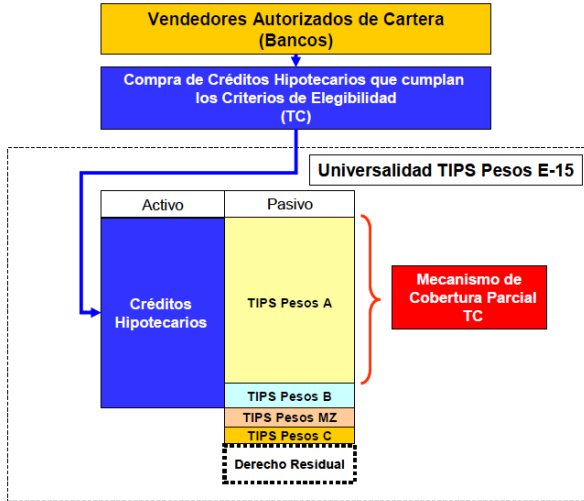 Vendedores Autorizados de Cartera
(Bancos)
Compra de Créditos Hipotecarios que cumplan
los Criterios de Elegibilidad
(TC)
Universalidad TIPS Pesos E-15
Activo
Pasivo
Créditos
Hipotecarios
TIPS Pesos A
Mecanismo de
Cobertura Parcial
TC
TIPS Pesos B
TIPS Pesos MZ
TIPS Pesos C
Derecho Residual